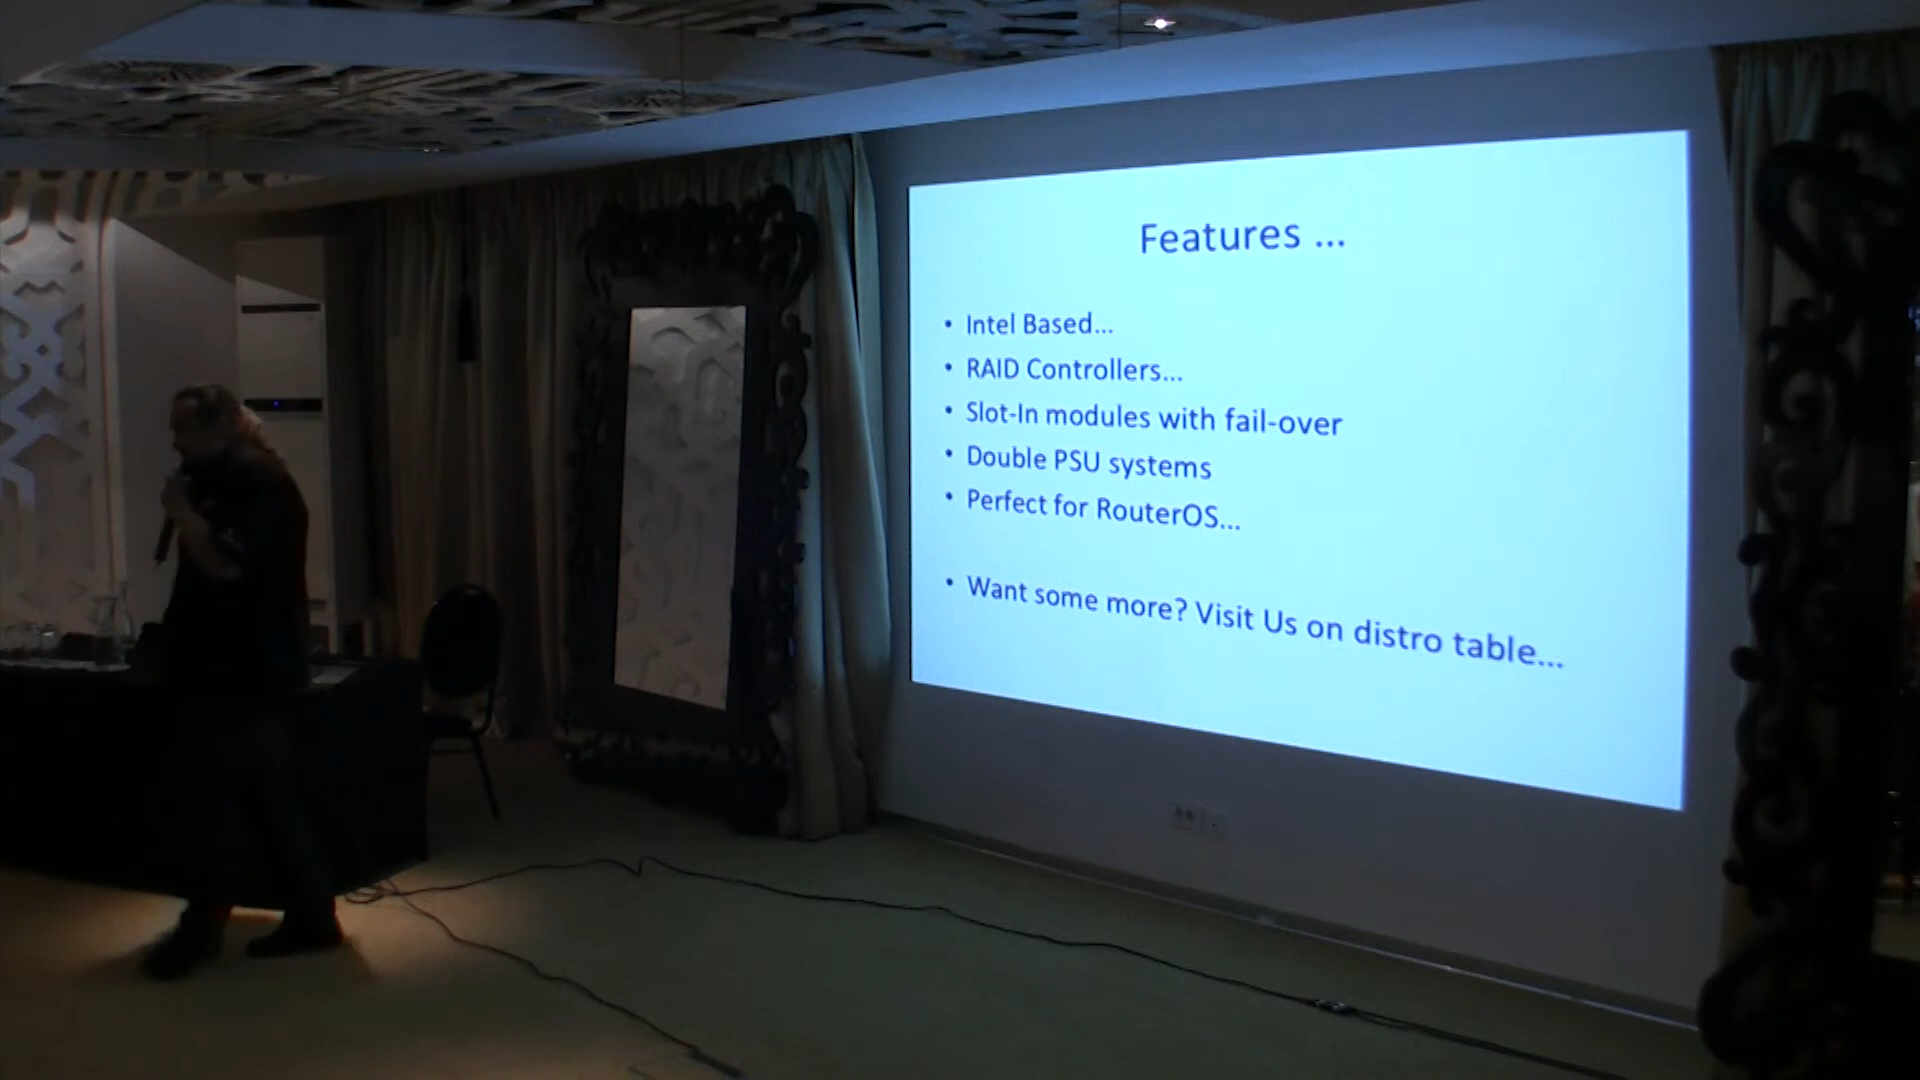 Features ...
• Intel Based...
• RAID Controllers...
• Slot-In modules with fail-over
• Double PSU systems
• Perfect for RouterOS...
• Want some more? Visit Us on distro table...